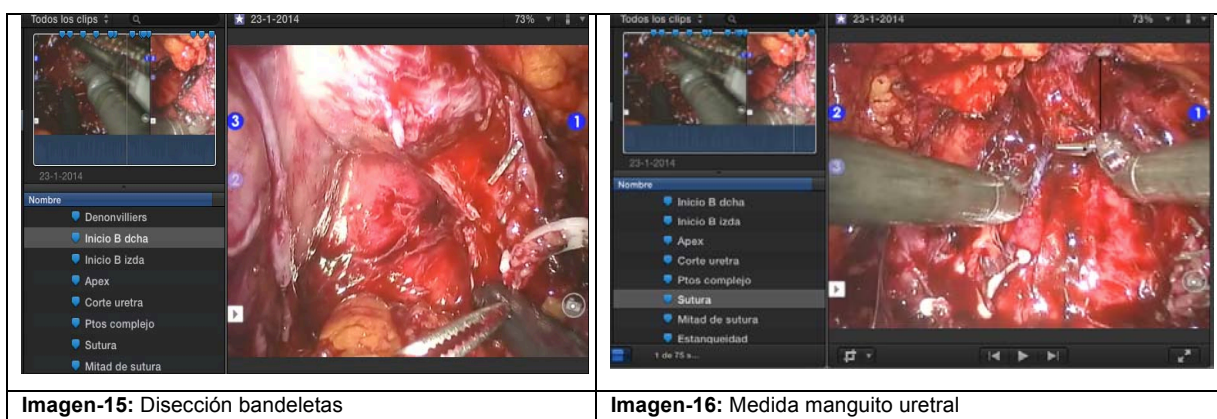 Todos los clips
23-1-2014
73%
3
1
2
23-1-2014
Nombre
Denonvilliers
Inicio B dcha
Inicio B izda
Apex
Corte uretra
Ptos complejo
Sutura
Mitad de sutura
Imagen-15: Disección bandeletas
Todos los clips
23-1-2014
73%
2
1
3
23-1-2014
Nombre
Inicio B dcha
Inicio B izda
Apex
Corte uretra
Ptos complejo
Sutura
Mitad de sutura
Estanqueidad
1 de 75 s...
Imagen-16: Medida manguito uretral